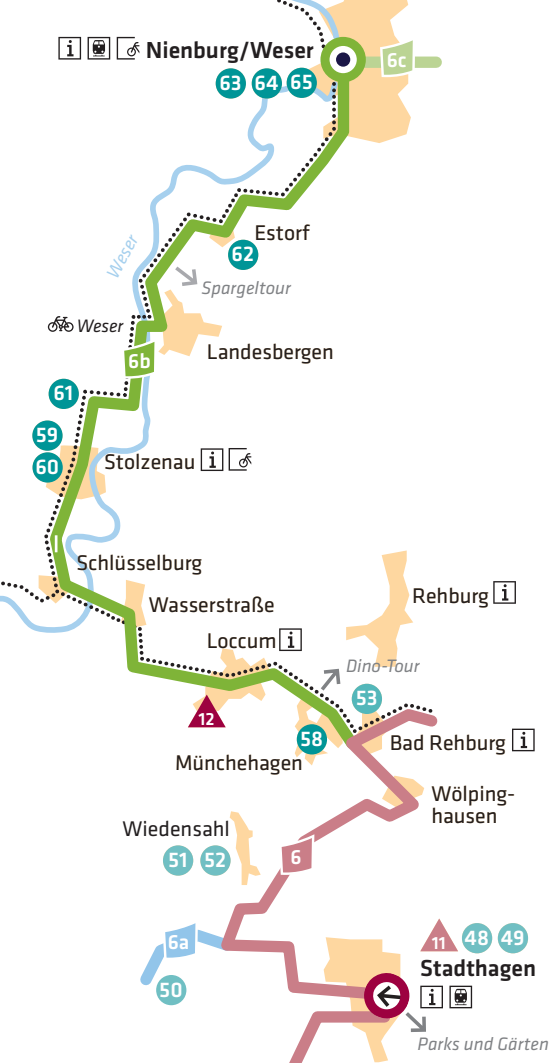 i Nienburg/Weser
6c
63 64 65
Estorf
62
Weser
Spargeltour
Weser
Landesbergen
6b
61
59
60
Stolzenau i
Schlüsselburg
Wasserstraße
Rehburg i
Loccum i
Dino-Tour
53
12
58
Bad Rehburg i
Münchehagen
Wölping-
hausen
Wiedensahl
51 52
6
6a
11 48 49
Stadthagen
50
i
Parks und Gärten